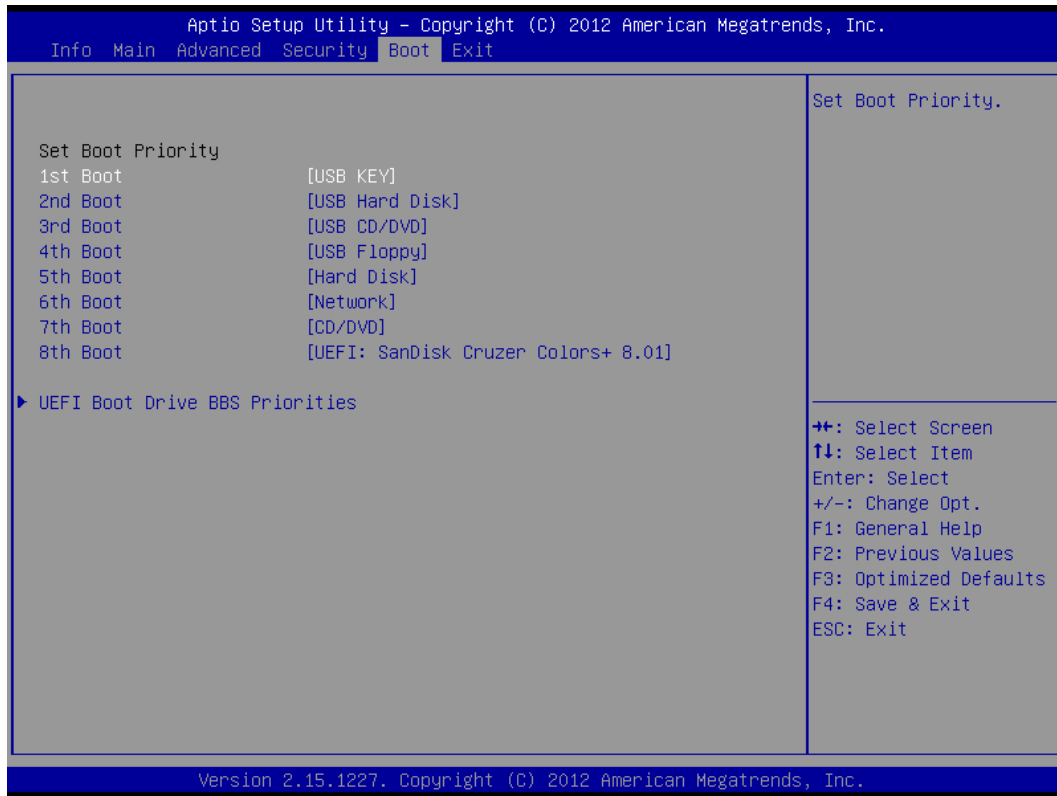 Aptio Setup Utility – Copyright (C) 2012 American Megatrends, Inc.
Info Main Advanced Security Boot Exit
Set Boot Priority
1st Boot [USB KEY]
2nd Boot [USB Hard Disk]
3rd Boot [USB CD/DVD]
4th Boot [USB Floppy]
5th Boot [Hard Disk]
6th Boot [Network]
7th Boot [CD/DVD]
8th Boot [UEFI: SanDisk Cruzer Colors+ 8.01]
UEFI Boot Drive BBS Priorities
Set Boot Priority.
→←: Select Screen
↑↓: Select Item
Enter: Select
+/-: Change Opt.
F1: General Help
F2: Previous Values
F3: Optimized Defaults
F4: Save & Exit
ESC: Exit
Version 2.15.1227. Copyright (C) 2012 American Megatrends, Inc.